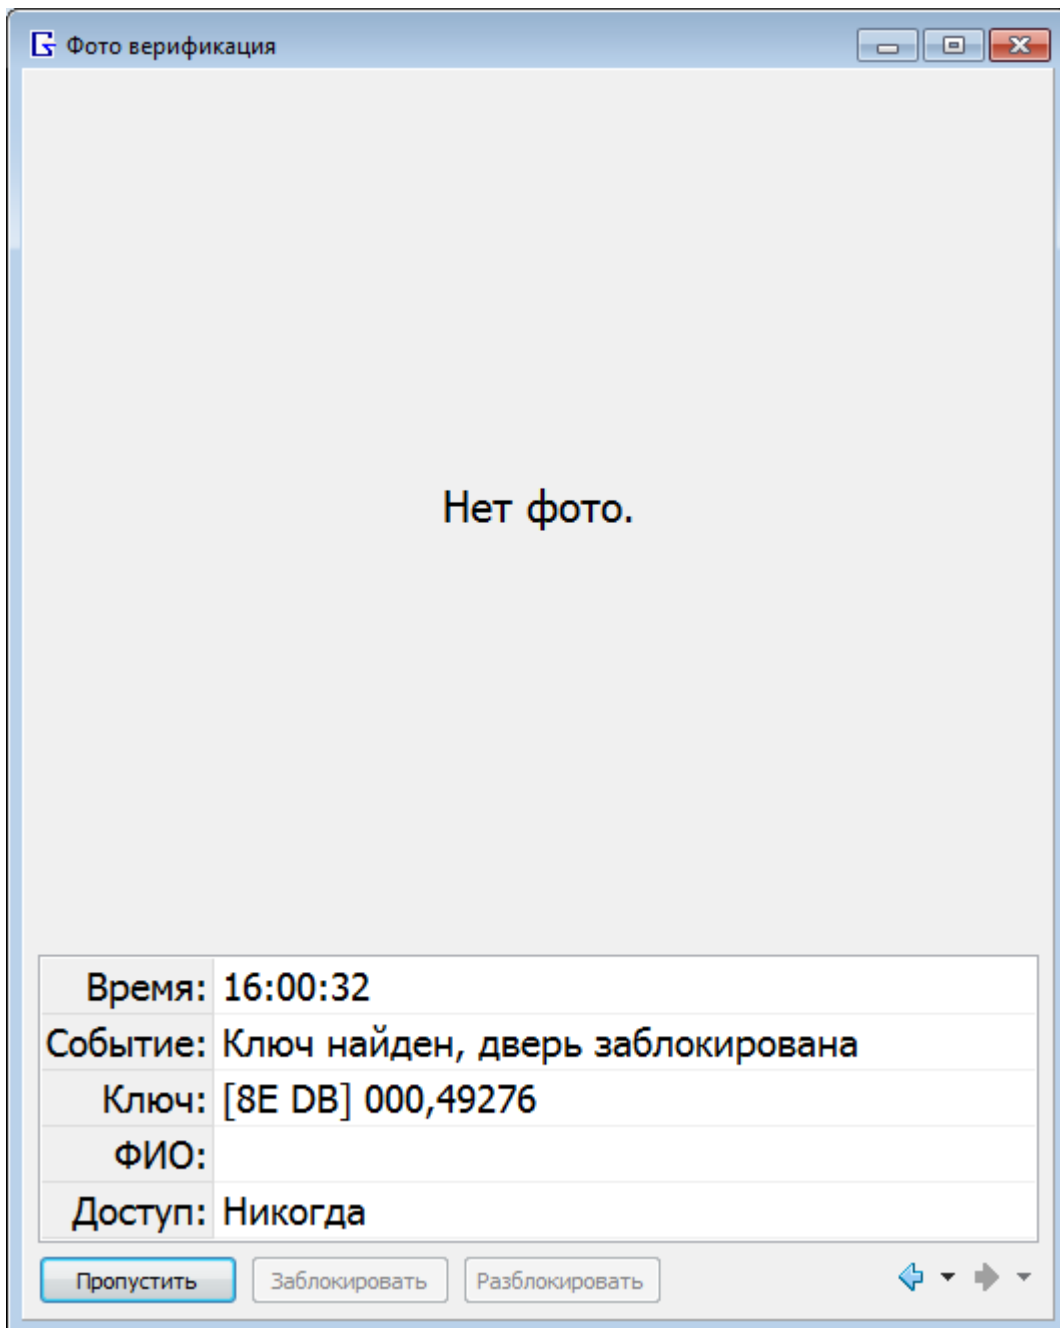 Фото верификация
Нет фото.
Время: 16:00:32
Событие: Ключ найден, дверь заблокирована
Ключ: [8E DB] 000,49276
ФИО:
Доступ: Никогда
Пропустить Заблокировать Разблокировать